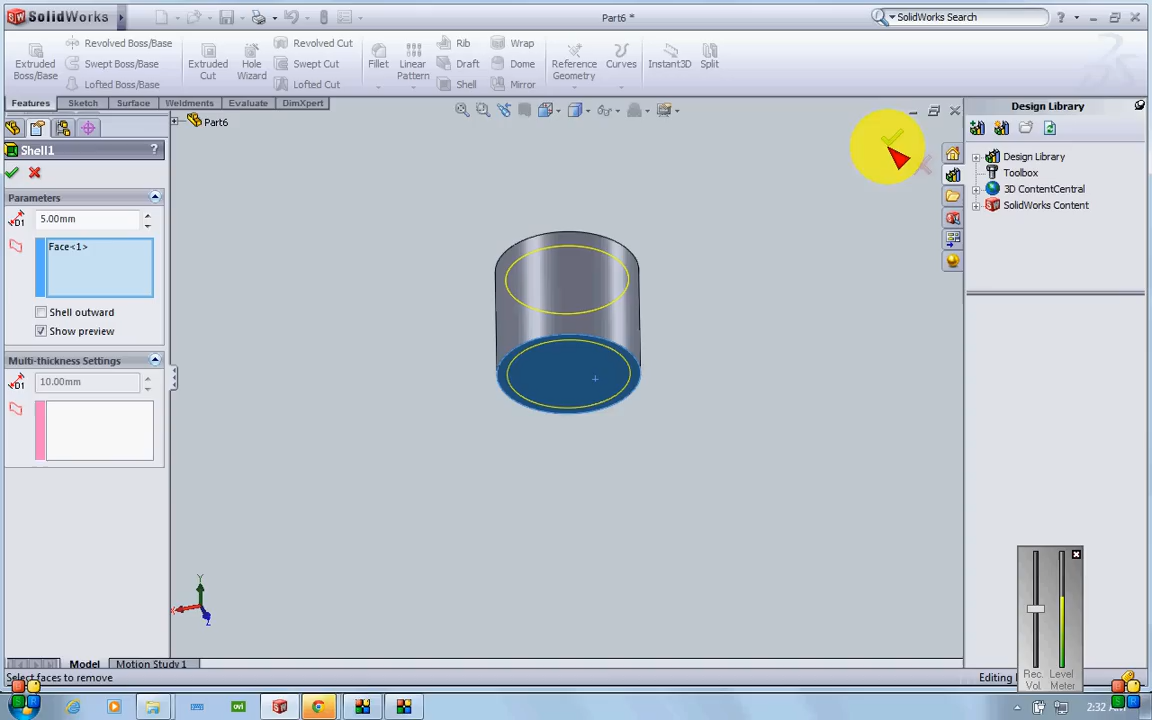 SolidWorks
Part6 *
SolidWorks Search
Extruded Boss/Base
Revolved Boss/Base
Swept Boss/Base
Lofted Boss/Base
Extruded Cut
Hole Wizard
Revolved Cut
Swept Cut
Lofted Cut
Fillet
Linear Pattern
Rib
Draft
Shell
Wrap
Dome
Mirror
Reference Geometry
Curves
Instant3D
Split
Features
Sketch
Surface
Weldments
Evaluate
DimXpert
Design Library
Part6
Shell1
?
Parameters
5.00mm
Face<1>
Shell outward
Show preview
Multi-thickness Settings
10.00mm
Design Library
Toolbox
3D ContentCentral
SolidWorks Content
Y
Z
Model
Motion Study 1
Select faces to remove
Editing
Rec. Vol
Level Meter
ovi
2:32